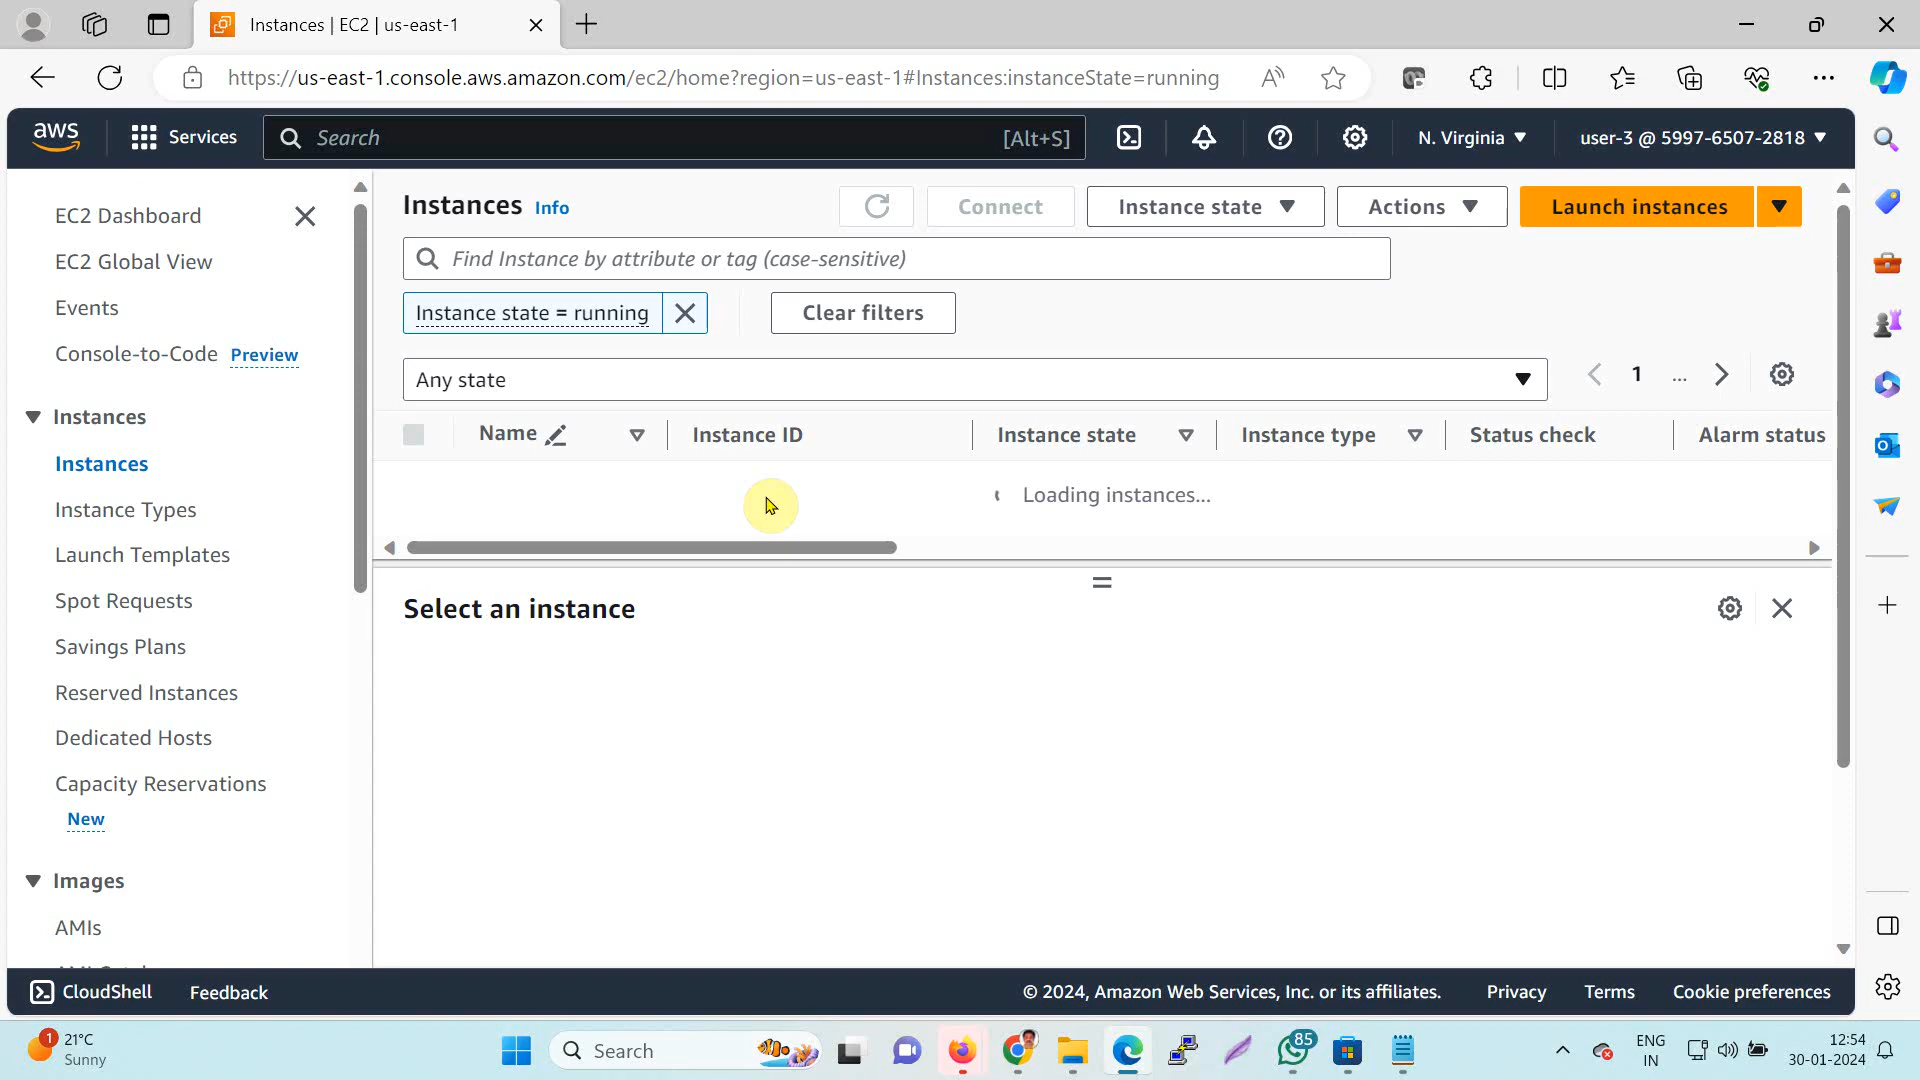 Instances | EC2 | us-east-1
https://us-east-1.console.aws.amazon.com/ec2/home?region=us-east-1#Instances:instanceState=running
aws
Services
Search
[Alt+S]
N. Virginia
user-3 @ 5997-6507-2818
EC2 Dashboard
EC2 Global View
Events
Console-to-Code Preview
Instances
Instances
Instance Types
Launch Templates
Spot Requests
Savings Plans
Reserved Instances
Dedicated Hosts
Capacity Reservations
New
Images
AMIs
Instances Info
Connect
Instance state
Actions
Launch instances
Find Instance by attribute or tag (case-sensitive)
Instance state = running
Clear filters
Any state
1 ...
Name
Instance ID
Instance state
Instance type
Status check
Alarm status
Loading instances...
Select an instance
CloudShell
Feedback
© 2024, Amazon Web Services, Inc. or its affiliates.
Privacy
Terms
Cookie preferences
1
21°C
Sunny
Search
85
ENG
IN
12:54
30-01-2024